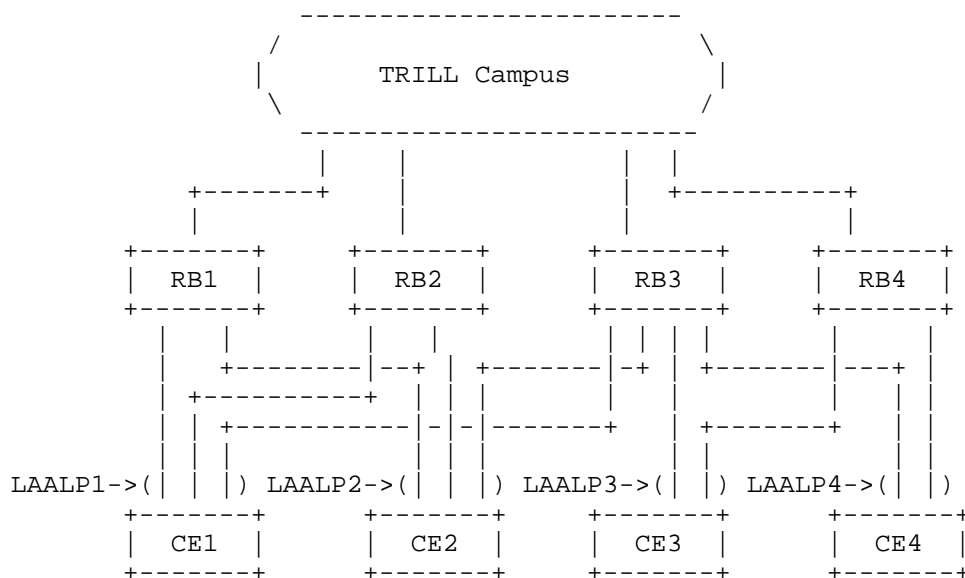 TRILL Campus
RB1 RB2 RB3 RB4
LAALP1->( ) LAALP2->( ) LAALP3->( ) LAALP4->( )
CE1 CE2 CE3 CE4